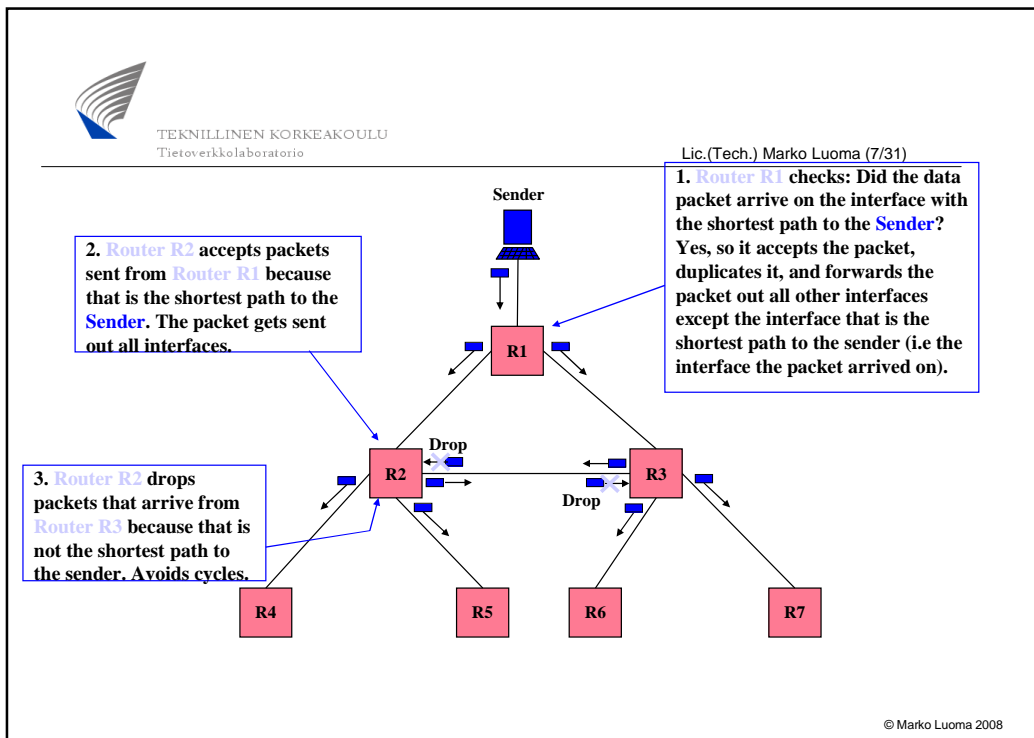 TEKNILLINEN KORKEAKOULU
Tietoverkkolaboratorio
Lic.(Tech.) Marko Luoma (7/31)
1. Router R1 checks: Did the data
packet arrive on the interface with
the shortest path to the Sender?
Yes, so it accepts the packet,
duplicates it, and forwards the
packet out all other interfaces
except the interface that is the
shortest path to the sender (i.e the
interface the packet arrived on).
Sender
2. Router R2 accepts packets
sent from Router R1 because
that is the shortest path to the
Sender. The packet gets sent
out all interfaces.
R1
Drop
R2
R3
Drop
3. Router R2 drops
packets that arrive from
Router R3 because that is
not the shortest path to
the sender. Avoids cycles.
R4
R5
R6
R7
© Marko Luoma 2008